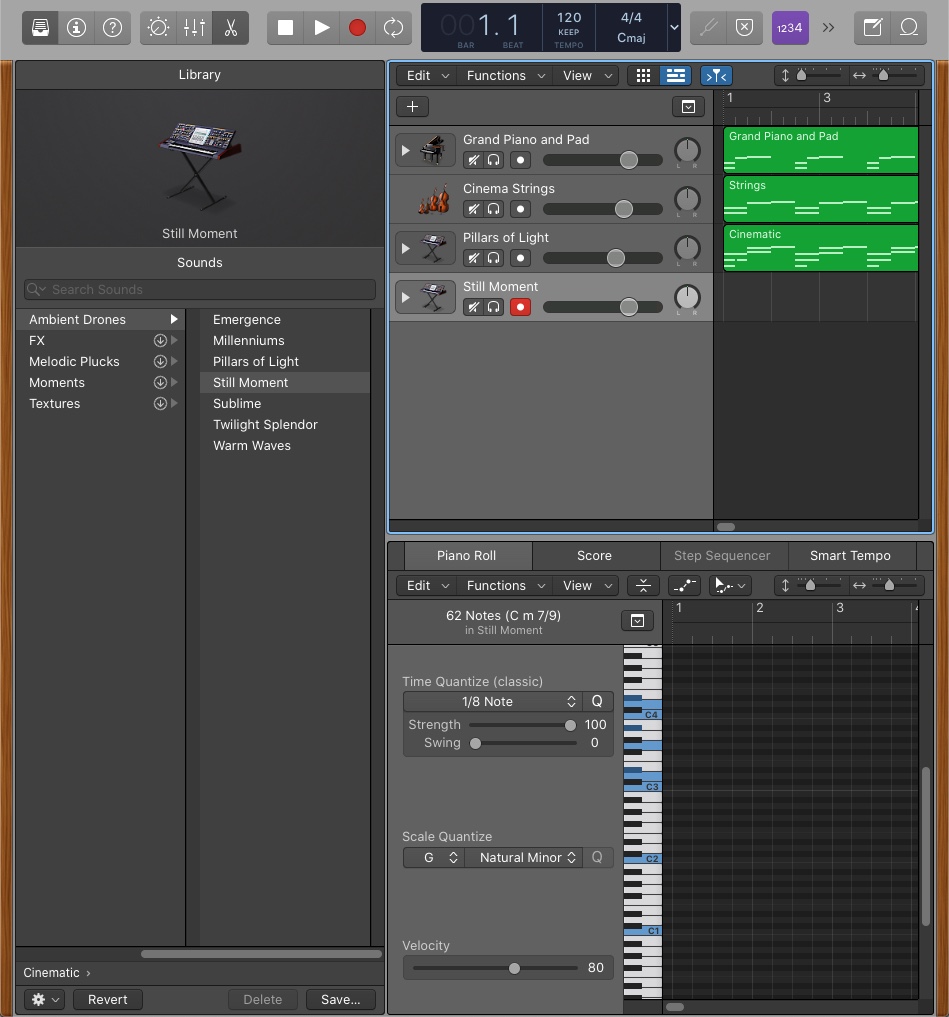 001.1
BAR BEAT
120
KEEP
TEMPO
4/4
Cmaj
1234
Library
Still Moment
Sounds
Search Sounds
Ambient Drones
FX
Melodic Plucks
Moments
Textures
Emergence
Millenniums
Pillars of Light
Still Moment
Sublime
Twilight Splendor
Warm Waves
Cinematic ›
Revert
Delete
Save...
Edit
Functions
View
1
3
Grand Piano and Pad
L R
Grand Piano and Pad
Cinema Strings
L R
Strings
Pillars of Light
L R
Cinematic
Still Moment
L R
Piano Roll
Score
Step Sequencer
Smart Tempo
Edit
Functions
View
62 Notes (C m 7/9)
in Still Moment
1
2
3
4
Time Quantize (classic)
1/8 Note
Q
Strength
100
Swing
0
Scale Quantize
G
Natural Minor
Q
Velocity
80
C4
C3
C2
C1